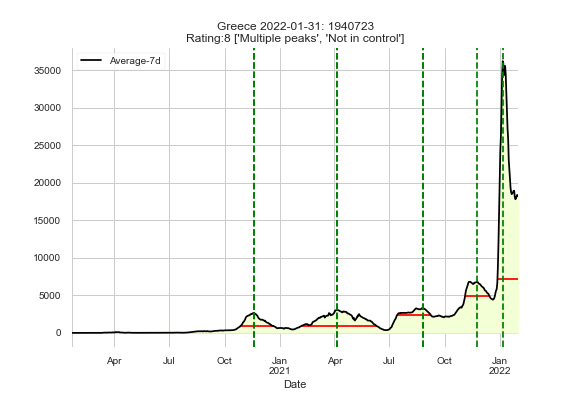 Greece 2022-01-31: 1940723
Rating:8 ['Multiple peaks', 'Not in control']
Average-7d
35000
30000
25000
20000
15000
10000
5000
0
Apr Jul Oct Jan Apr Jul Oct Jan
2021 2022
Date